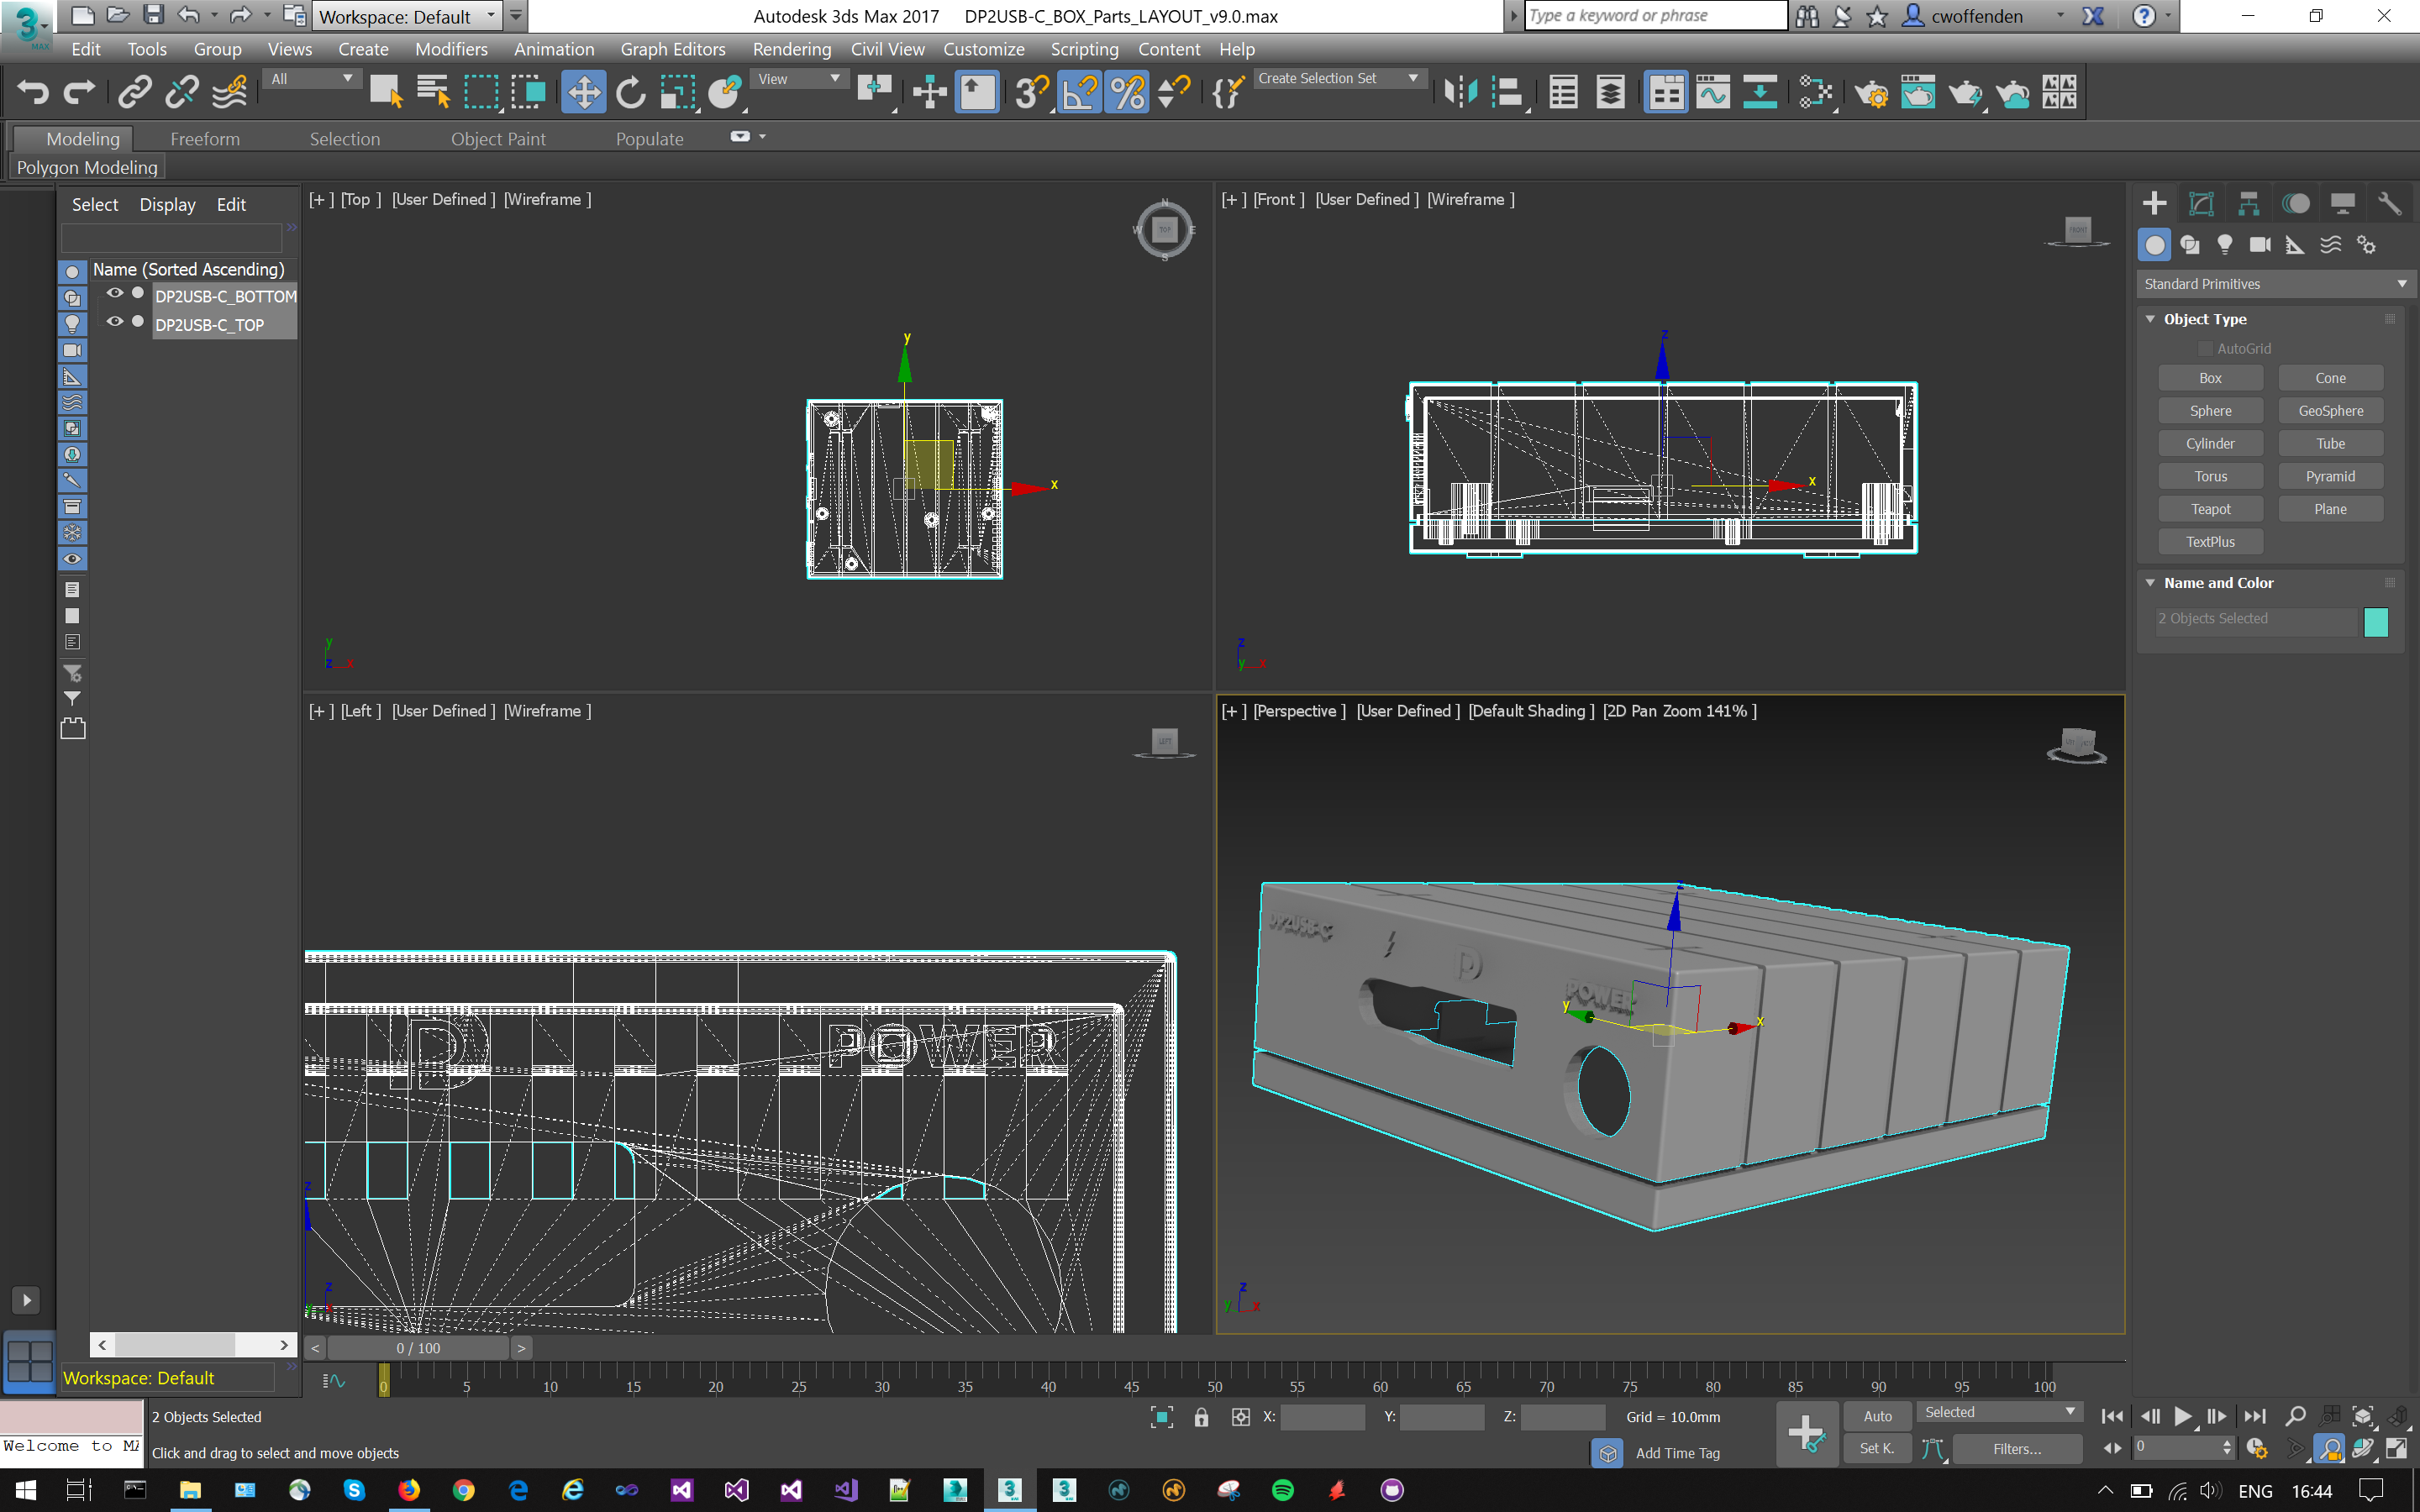 Workspace: Default
Autodesk 3ds Max 2017 DP2USB-C_BOX_Parts_LAYOUT_v9.0.max
Type a keyword or phrase
cwoffenden
MAX
Edit Tools Group Views Create Modifiers Animation Graph Editors Rendering Civil View Customize Scripting Content Help
All
View
Create Selection Set
Modeling Freeform Selection Object Paint Populate
Polygon Modeling
Select Display Edit
Name (Sorted Ascending)
DP2USB-C_BOTTOM
DP2USB-C_TOP
[+ ] [Top ] [User Defined ] [Wireframe ]
N
W TOP E
S
y
x
y
z x
[+ ] [Front ] [User Defined ] [Wireframe ]
FRONT
z
x
z
y x
[+ ] [Left ] [User Defined ] [Wireframe ]
LEFT
D POWER
z
z
y x
[+ ] [Perspective ] [User Defined ] [Default Shading ] [2D Pan Zoom 141% ]
z
DP2USB-C
POWER
y x
z
y x
Standard Primitives
Object Type
AutoGrid
Box Cone
Sphere GeoSphere
Cylinder Tube
Torus Pyramid
Teapot Plane
TextPlus
Name and Color
2 Objects Selected
< 0 / 100 >
Workspace: Default
0 5 10 15 20 25 30 35 40 45 50 55 60 65 70 75 80 85 90 95 100
2 Objects Selected
X: Y: Z: Grid = 10.0mm
Auto Selected
Welcome to MA
Click and drag to select and move objects
Add Time Tag
Set K. Filters...
0
ENG 16:44